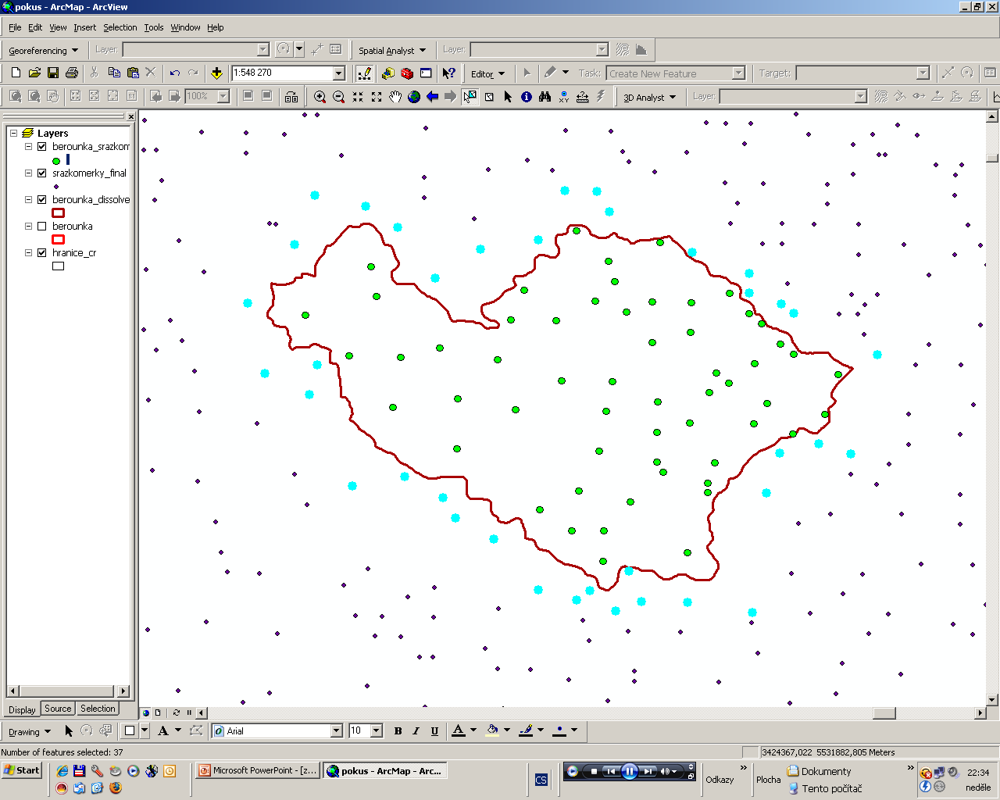 pokus - ArcMap - ArcView
File Edit View Insert Selection Tools Window Help
Georeferencing Layer: Spatial Analyst Layer:
1:548 270 Editor Task: Create New Feature Target:
100% 3D Analyst Layer:
Layers
berounka_srazkom
srazkomerky_final
berounka_dissolve
berounka
hranice_cr
Display Source Selection
Drawing A Arial 10 B I U A
Number of features selected: 37 3424367,022 5531882,805 Meters
Start Microsoft PowerPoint - [z... pokus - ArcMap - Arc... CS Odkazy Plocha Dokumenty Tento počítač 22:34 neděle